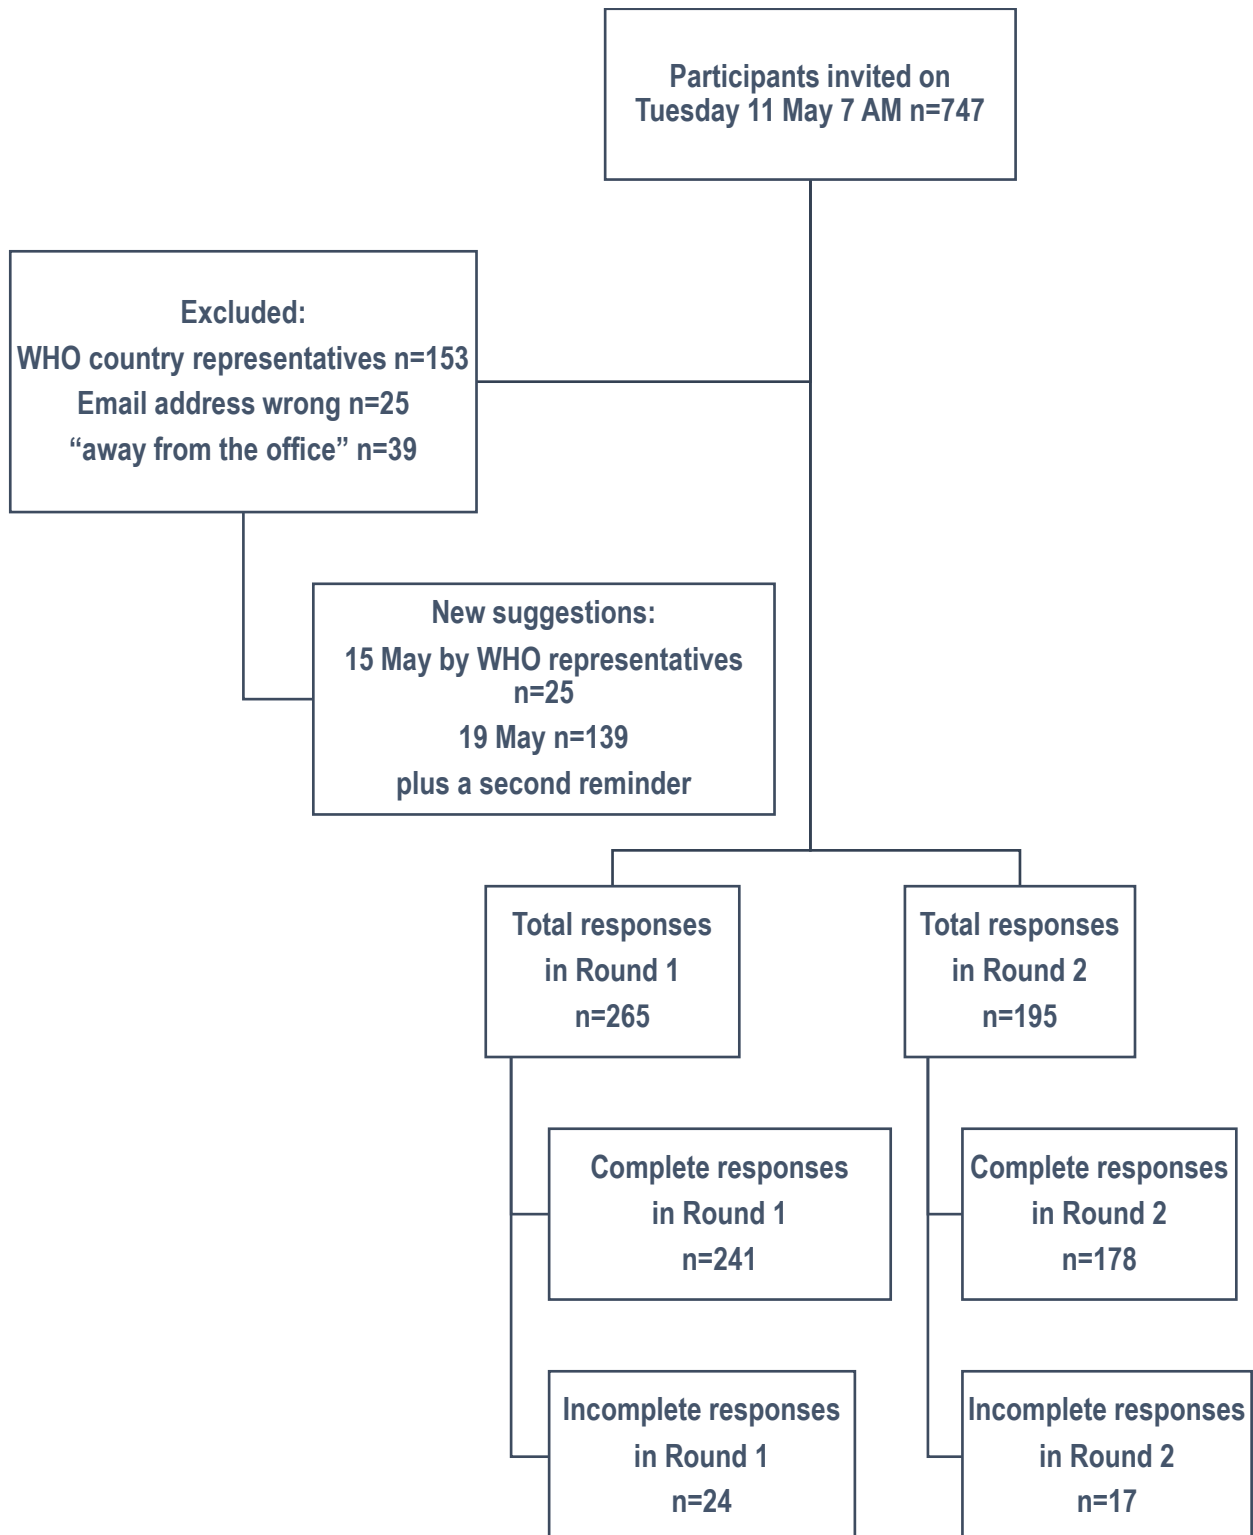 Participants invited on
Tuesday 11 May 7 AM n=747
Excluded:
WHO country representatives n=153
Email address wrong n=25
“away from the office” n=39
New suggestions:
15 May by WHO representatives
n=25
19 May n=139
plus a second reminder
Total responses
in Round 1
n=265
Total responses
in Round 2
n=195
Complete responses
in Round 1
n=241
Complete responses
in Round 2
n=178
Incomplete responses
in Round 1
n=24
Incomplete responses
in Round 2
n=17